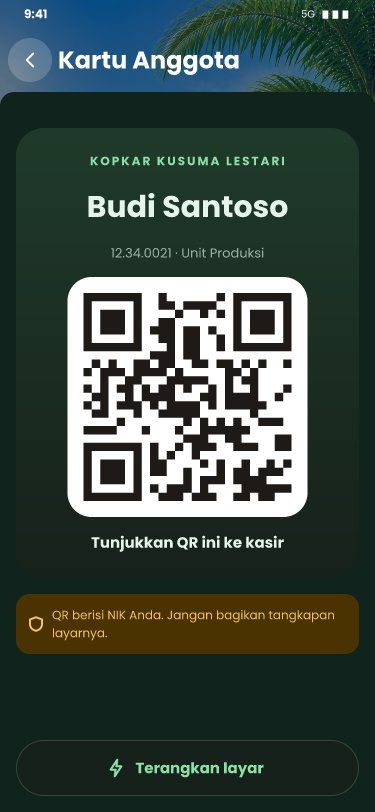 9:41
5G
Kartu Anggota
KOPKAR KUSUMA LESTARI
Budi Santoso
12.34.0021 · Unit Produksi
Tunjukkan QR ini ke kasir
QR berisi NIK Anda. Jangan bagikan tangkapan
layarnya.
Terangkan layar